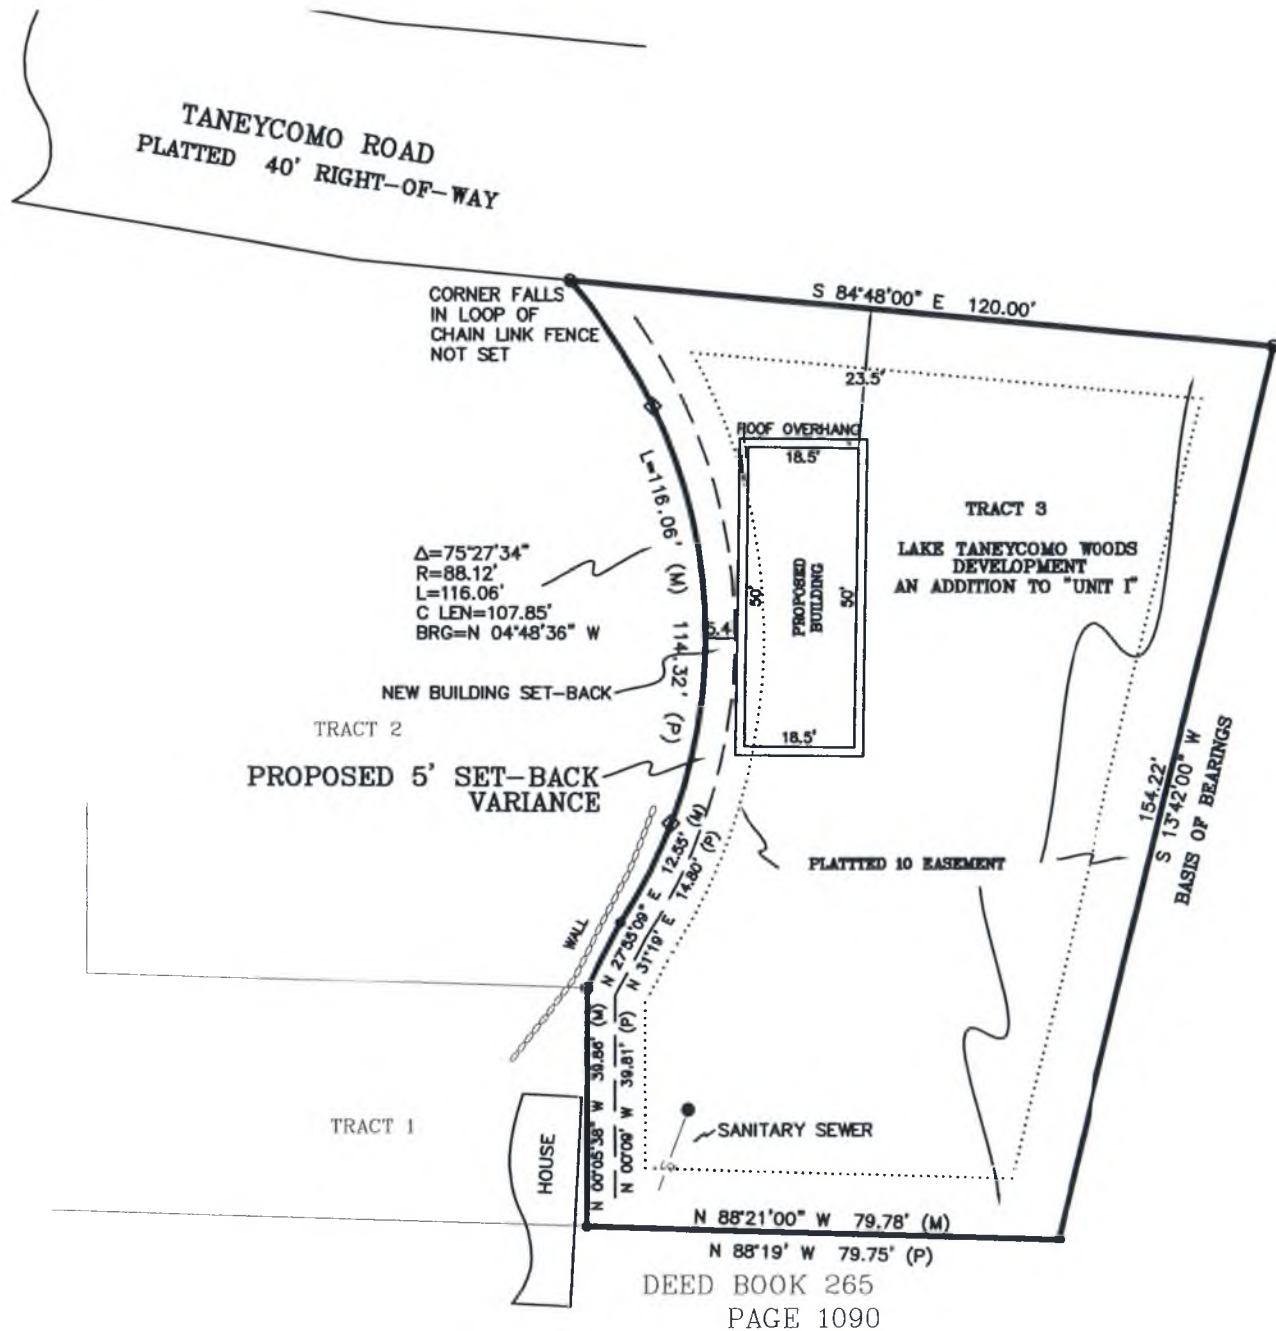 TANEYCOMO ROAD
PLATTED 40' RIGHT-OF-WAY
CORNER FALLS
IN LOOP OF
CHAIN LINK FENCE
NOT SET
S 84°48'00" E 120.00'
23.5'
ROOF OVERHANG
18.5'
L=116.06' (M) 114.32' (P)
Δ=75°27'34"
R=88.12'
L=116.06'
C LEN=107.85'
BRG=N 04°48'36" W
TRACT 3
LAKE TANEYCOMO WOODS
DEVELOPMENT
AN ADDITION TO "UNIT I"
50'
PROPOSED
BUILDING
50'
5.4
NEW BUILDING SET-BACK
TRACT 2
18.5'
PROPOSED 5' SET-BACK
VARIANCE
154.22'
S 13°42'00" W
BASIS OF BEARINGS
PLATTTED 10 EASEMENT
WALL
N 27°55'09" E 12.55' (M)
N 31°19' E 14.80' (P)
N 00°05'38" W 39.86' (M)
N 00°09' W 39.81' (P)
TRACT 1
HOUSE
SANITARY SEWER
S
N 88°21'00" W 79.78' (M)
N 88°19' W 79.75' (P)
DEED BOOK 265
PAGE 1090